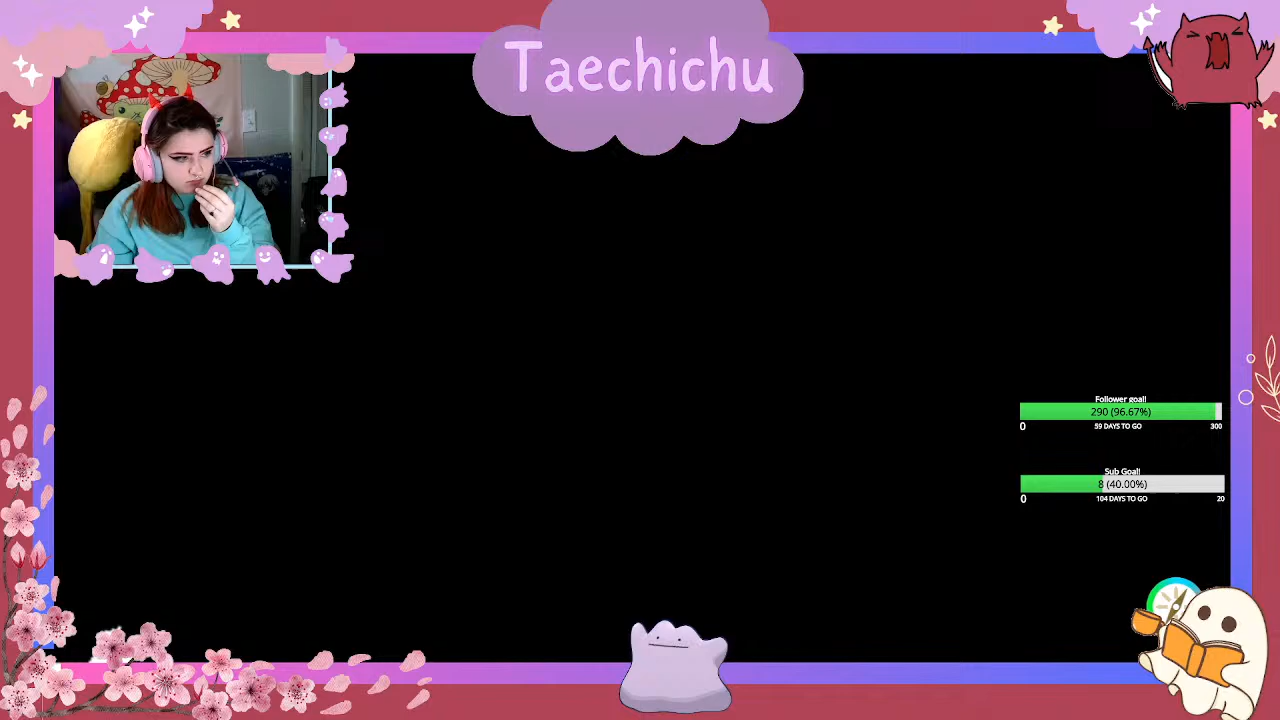 Taechichu
Follower goal!
290 (96.67%)
0 59 DAYS TO GO 300
Sub Goal!
8 (40.00%)
0 104 DAYS TO GO 20